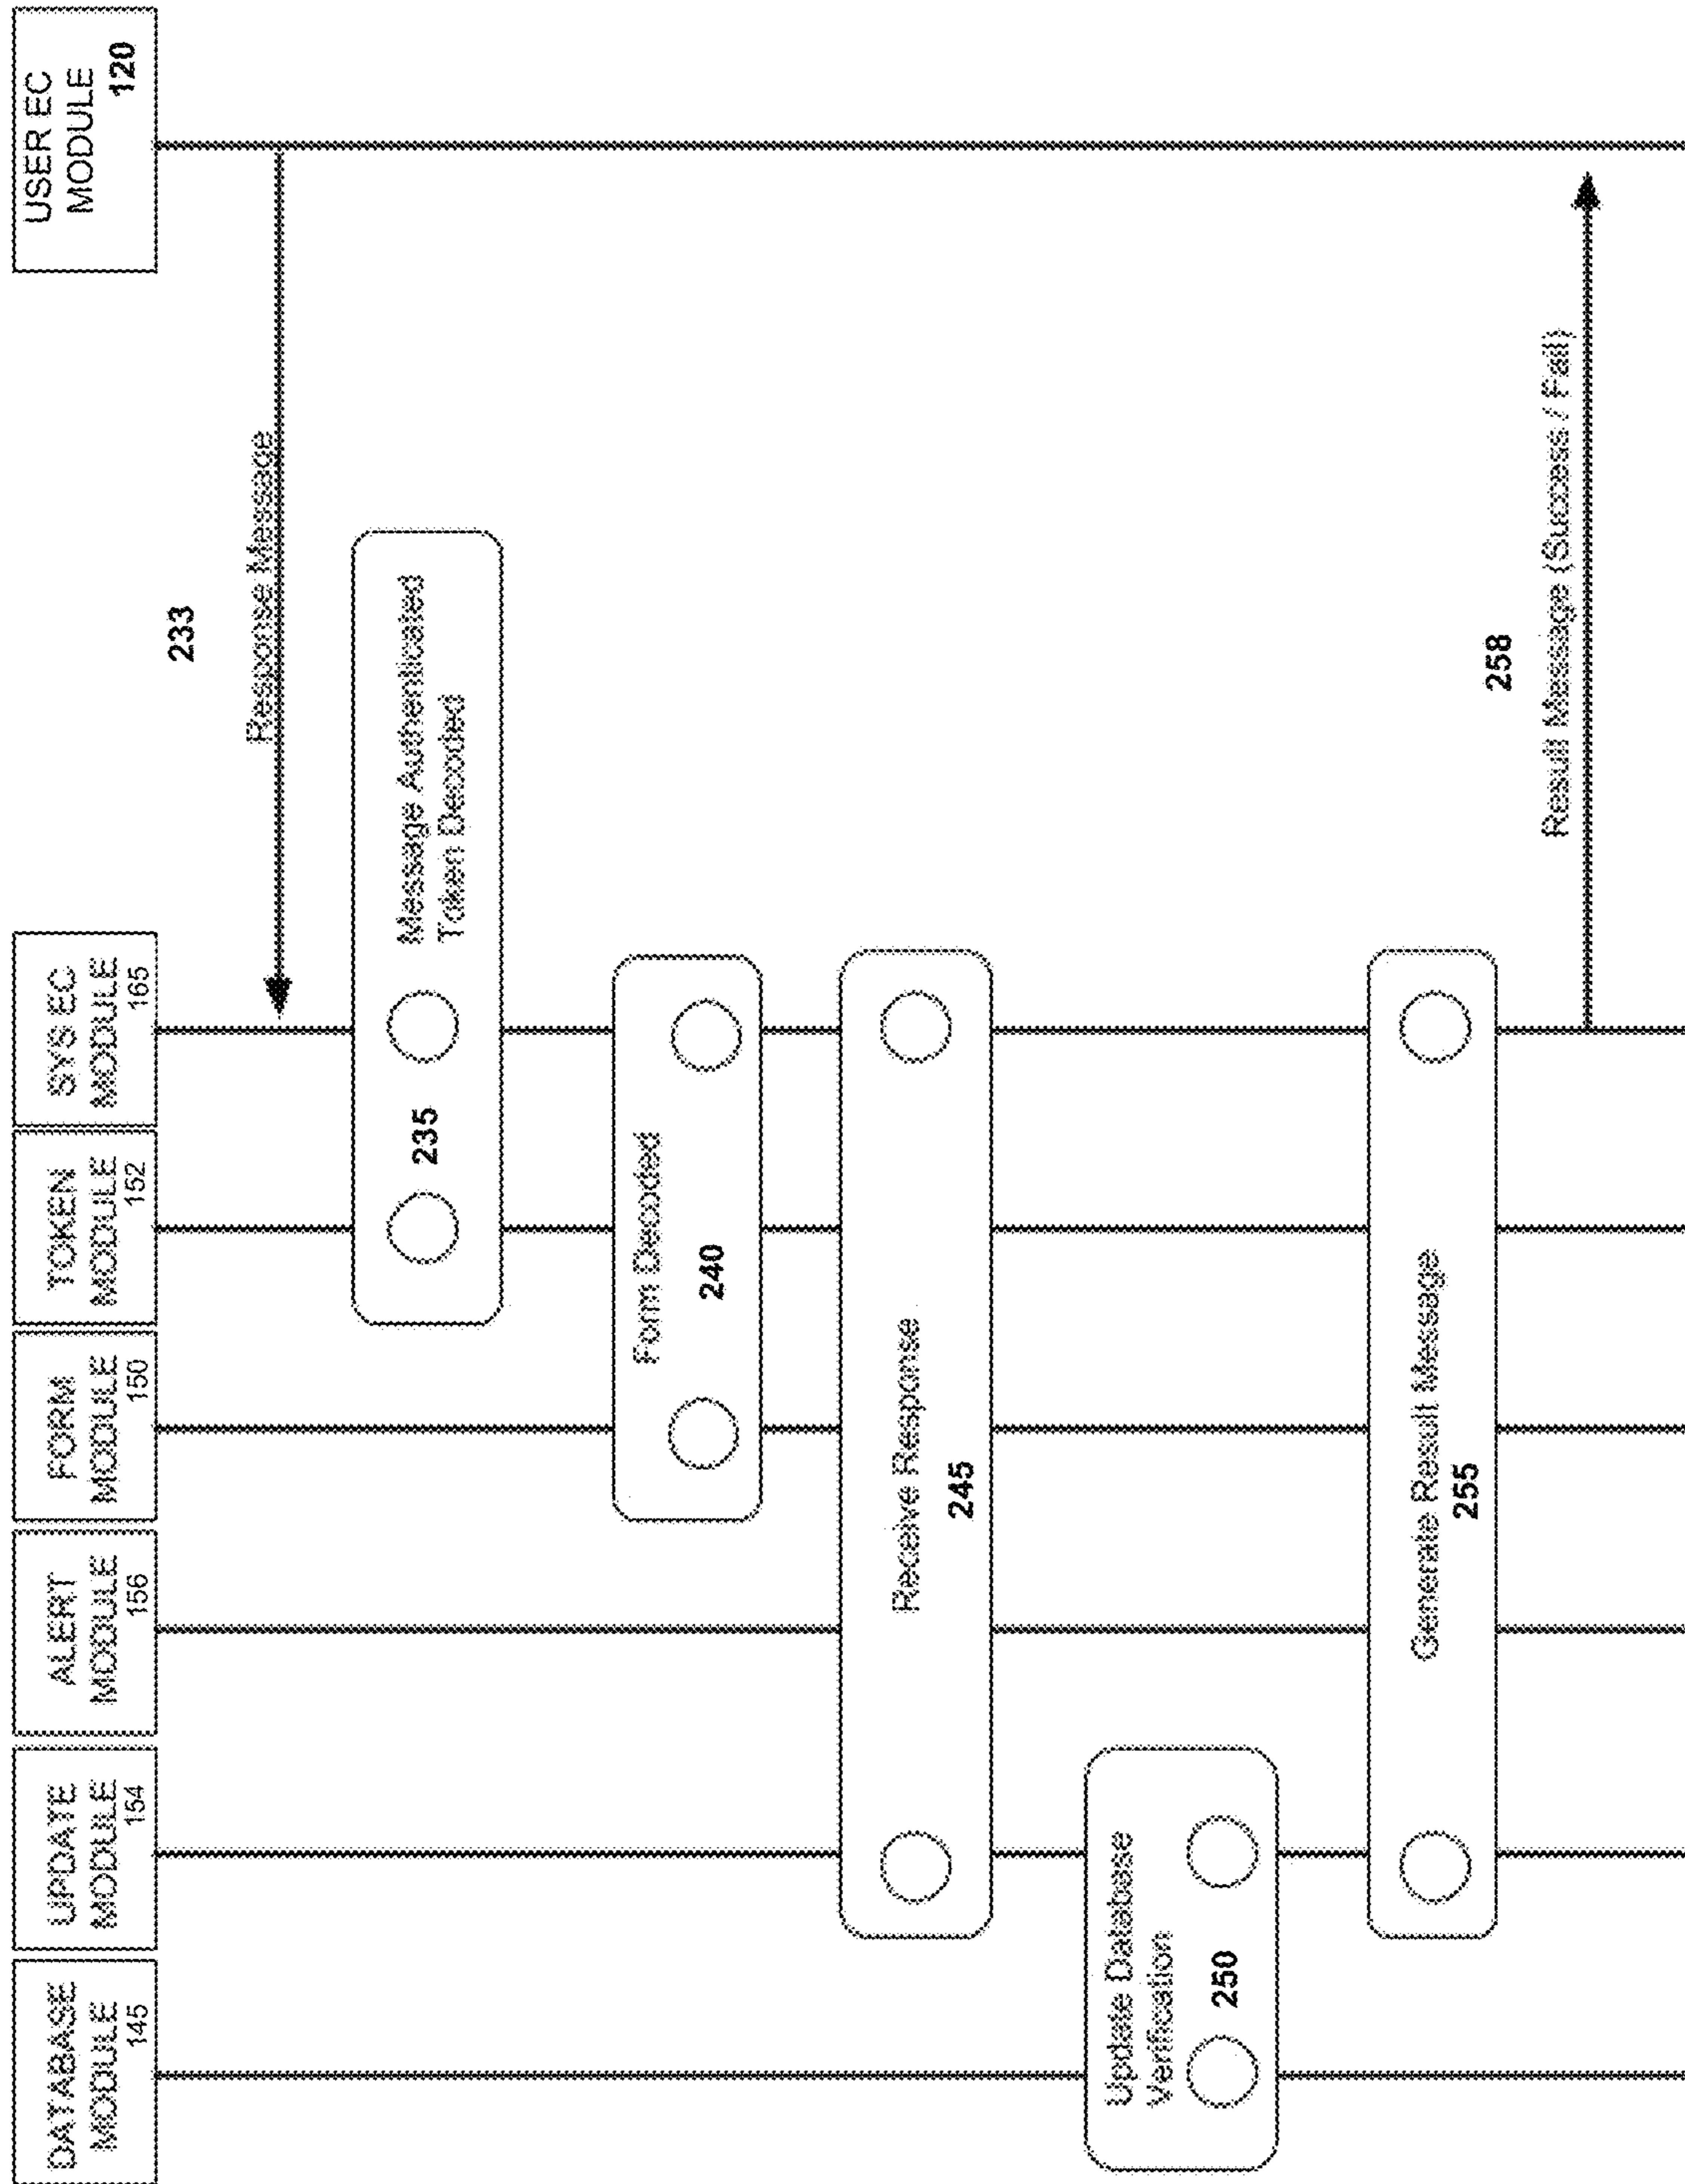 DATABASE
MODULE
145
UPDATE
MODULE
154
ALERT
MODULE
156
FORM
MODULE
150
TOKEN
MODULE
152
SYS EC
MODULE
165
USER EC
MODULE
120
233
Response Message
235
Message Authenticated
Token Decoded
Form Decoded
240
Receive Response
245
Update Database
Verification
250
Generate Result Message
255
258
Result Message (Success / Fail)